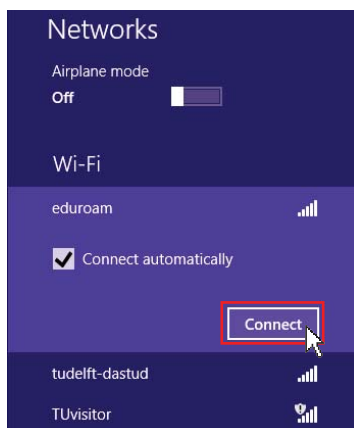 Networks
Airplane mode
Off
Wi-Fi
eduroam
Connect automatically
Connect
tudelft-dastud
TUvisitor